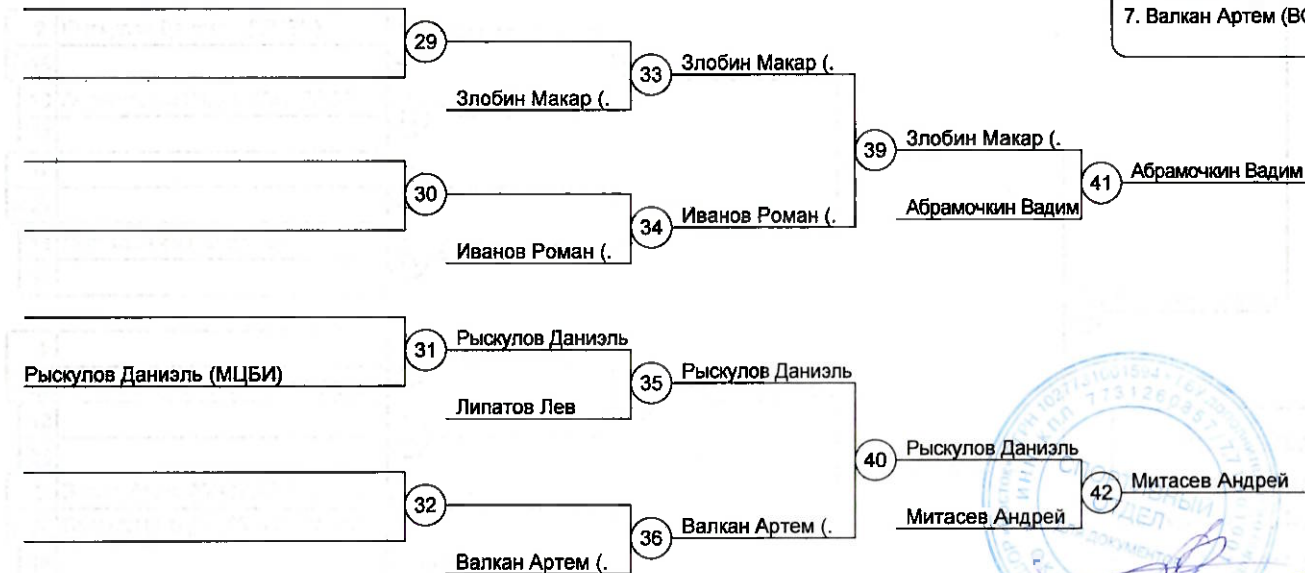 7. Валкан Артем (ВС
29
Злобин Макар (.
33
Злобин Макар (.
39
Злобин Макар (.
30
Иванов Роман (.
34
Иванов Роман (.
Абрамочкин Вадим
41
Абрамочкин Вадим
Рыскулов Даниэль (МЦБИ)
31
Рыскулов Даниэль
Липатов Лев
35
Рыскулов Даниэль
40
Рыскулов Даниэль
32
Валкан Артем (.
36
Валкан Артем (.
Митасев Андрей
42
Митасев Андрей
СПОРТИВНЫЙ
ОТДЕЛ